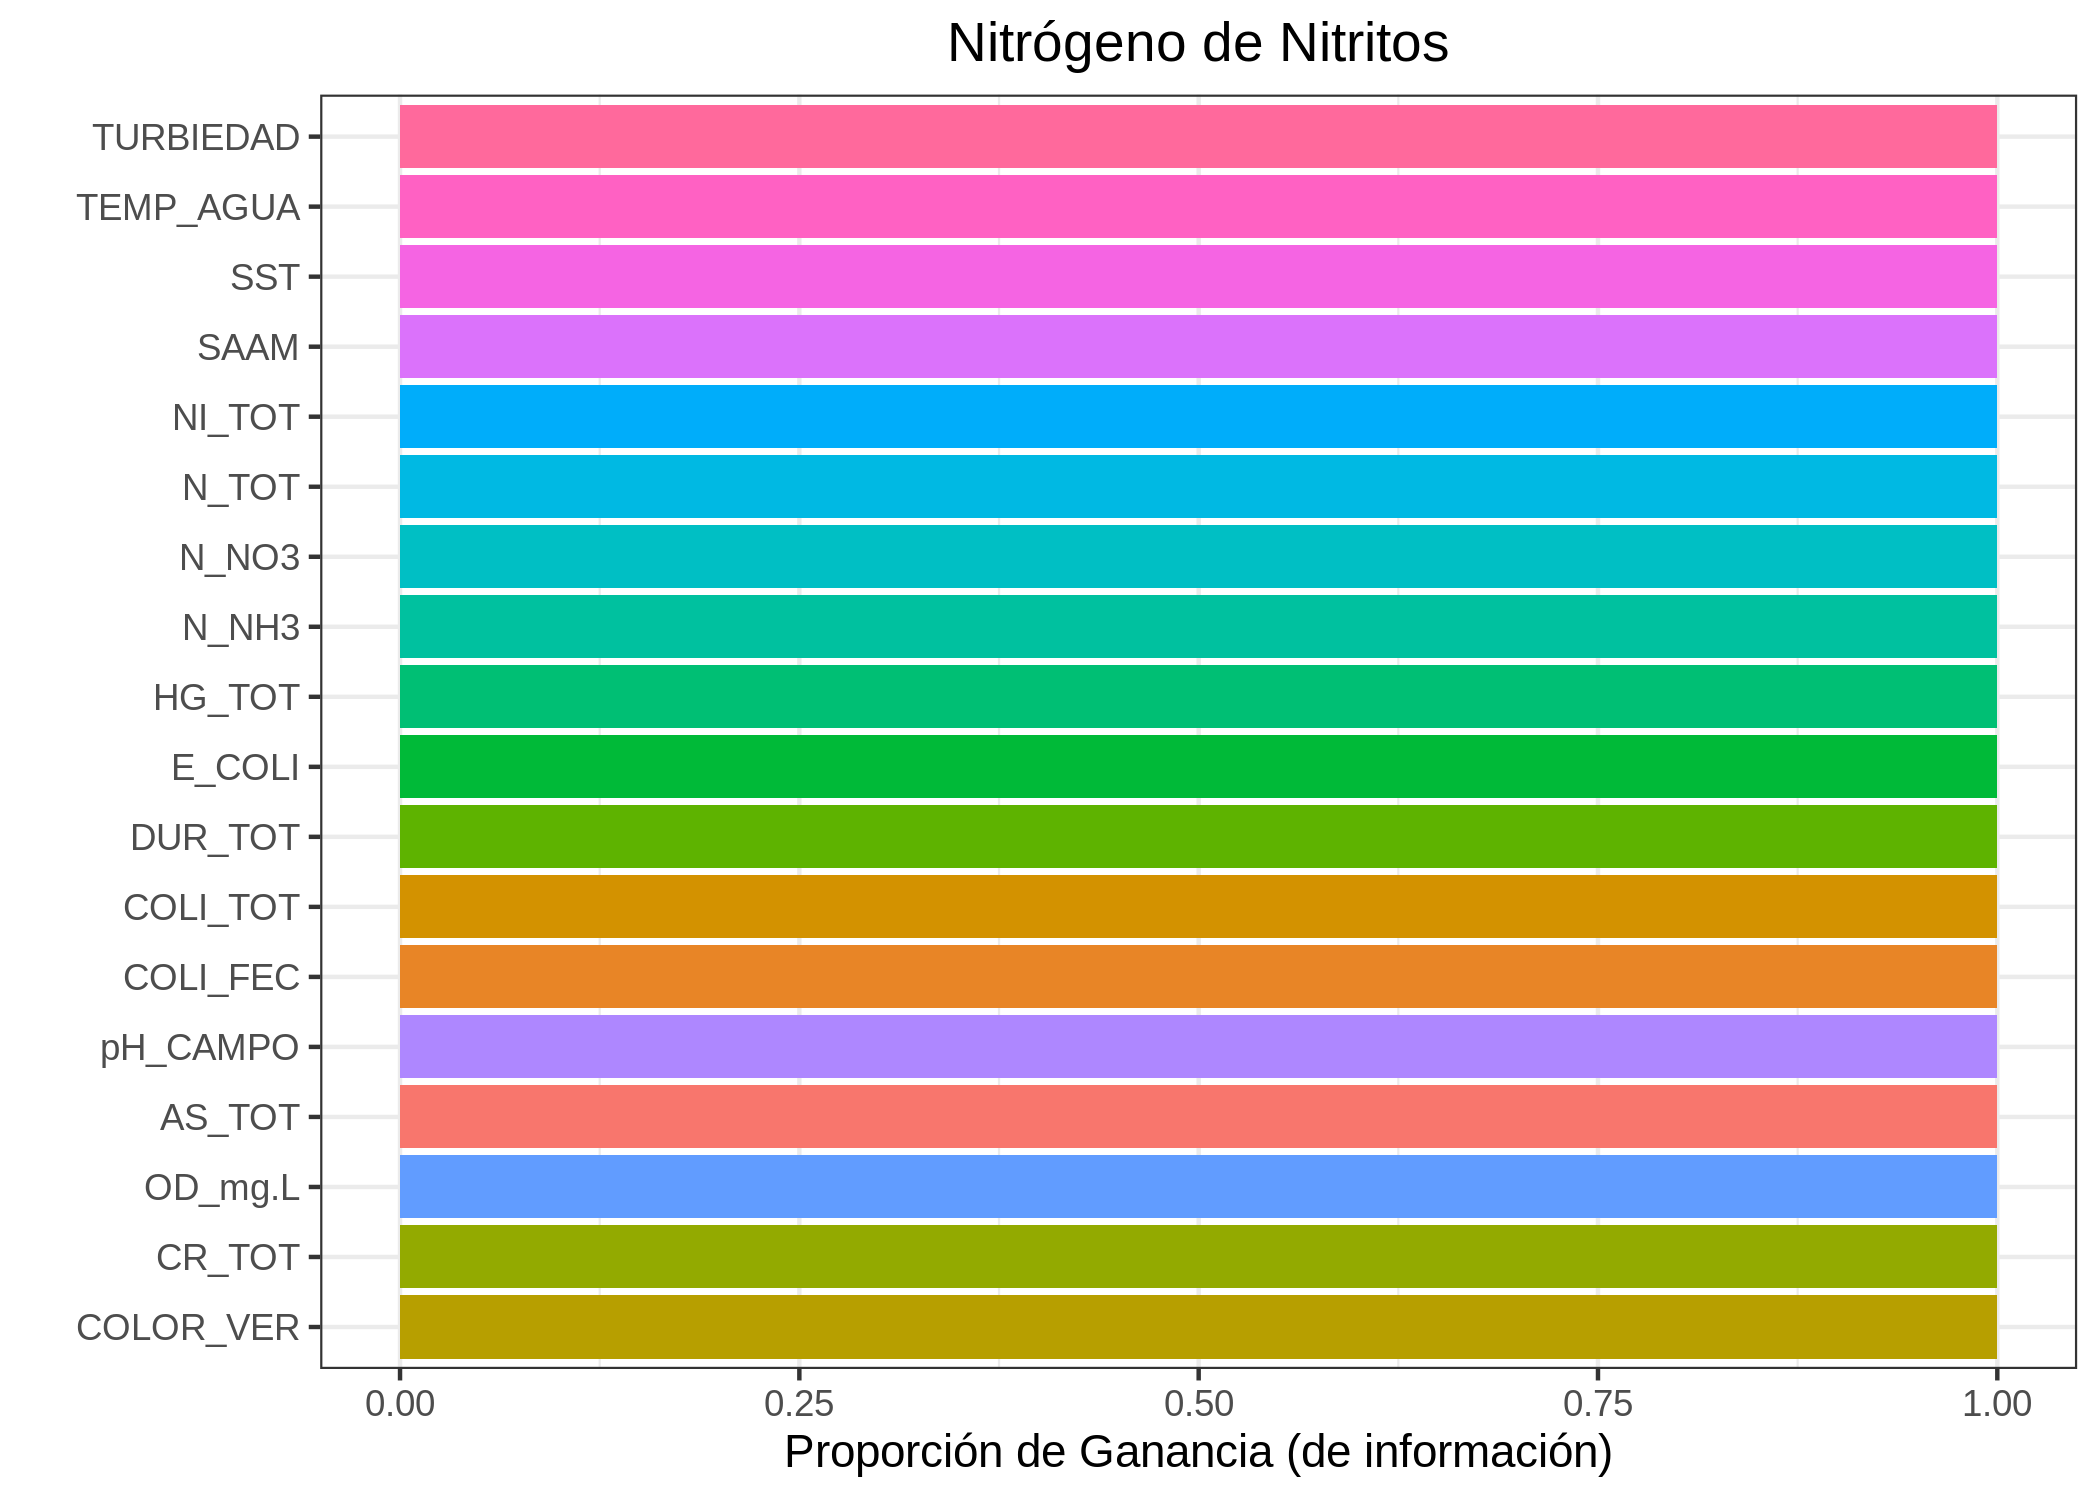 Nitrógeno de Nitritos
TURBIEDAD
TEMP_AGUA
SST
SAAM
NI_TOT
N_TOT
N_NO3
N_NH3
HG_TOT
E_COLI
DUR_TOT
COLI_TOT
COLI_FEC
pH_CAMPO
AS_TOT
OD_mg.L
CR_TOT
COLOR_VER
0.00 0.25 0.50 0.75 1.00
Proporción de Ganancia (de información)